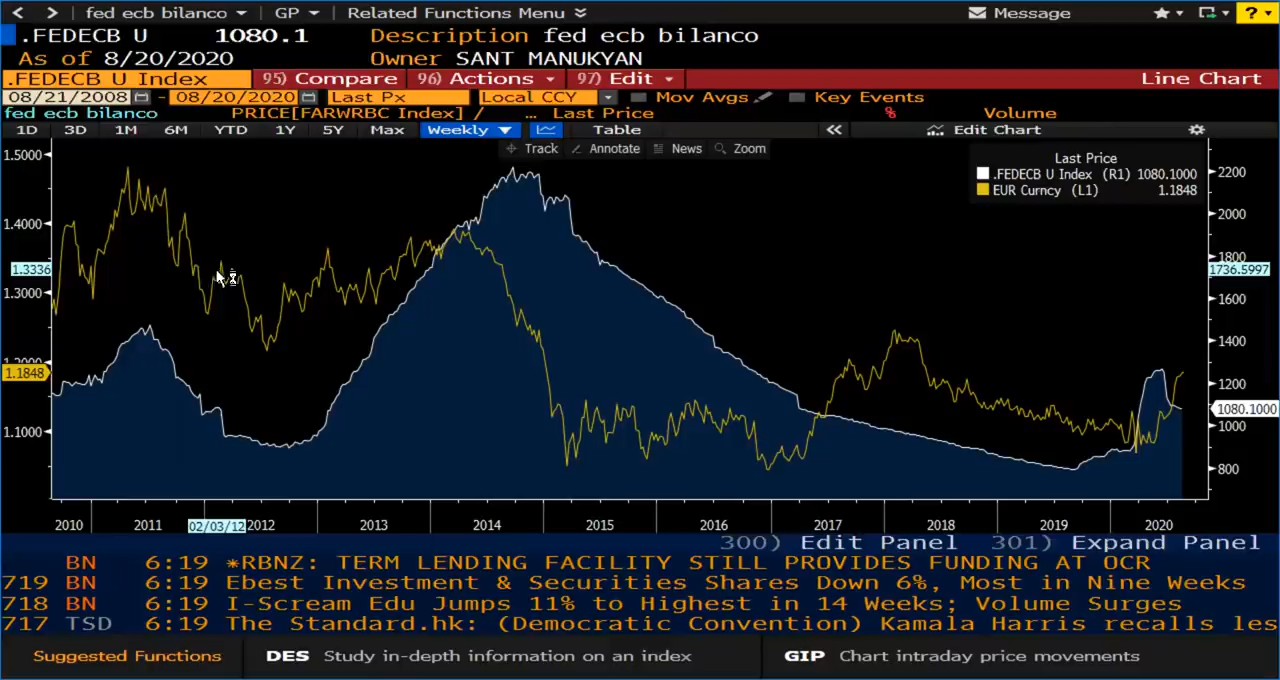 fed ecb bilanco GP Related Functions Menu Message ?
.FEDECB U 1080.1 Description fed ecb bilanco
As of 8/20/2020 Owner SANT MANUKYAN
.FEDECB U Index 95) Compare 96) Actions 97) Edit Line Chart
08/21/2008 - 08/20/2020 Last Px Local CCY Mov Avgs Key Events
fed ecb bilanco PRICE[FARWRBC Index] / … Last Price % Volume
1D 3D 1M 6M YTD 1Y 5Y Max Weekly Table « Edit Chart
Track Annotate News Zoom
Last Price
.FEDECB U Index (R1) 1080.1000
EUR Curncy (L1) 1.1848
1.5000
1.4000
1.3336
1.3000
1.2000
1.1848
1.1000
2200
2000
1800
1736.5997
1600
1400
1200
1080.1000
1000
800
2010 2011 02/03/12 2012 2013 2014 2015 2016 2017 2018 2019 2020
300) Edit Panel 301) Expand Panel
BN 6:19 *RBNZ: TERM LENDING FACILITY STILL PROVIDES FUNDING AT OCR
719 BN 6:19 Ebest Investment & Securities Shares Down 6%, Most in Nine Weeks
718 BN 6:19 I-Scream Edu Jumps 11% to Highest in 14 Weeks; Volume Surges
717 TSD 6:19 The Standard.hk: (Democratic Convention) Kamala Harris recalls les
Suggested Functions DES Study in-depth information on an index GIP Chart intraday price movements